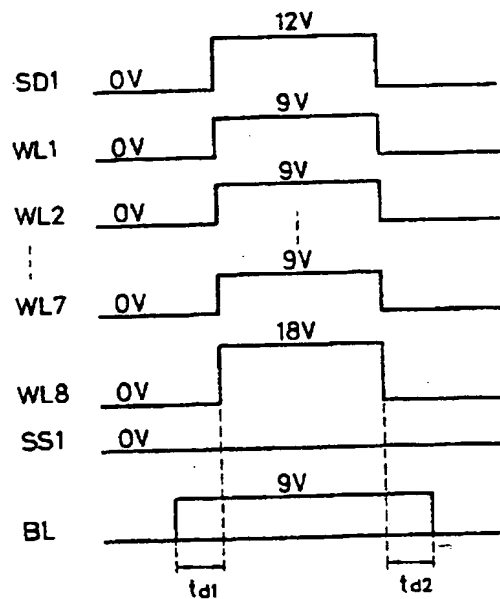 12V
SD1 0V
9V
WL1 0V
9V
WL2 0V
9V
WL7 0V
18V
WL8 0V
SS1 0V
9V
BL
td1 td2